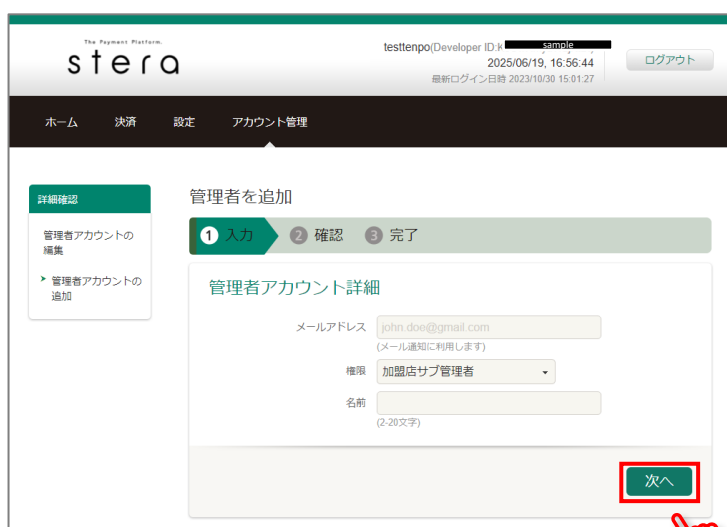 The Payment Platform.
stera
testtenpo(Developer ID:K sample
2025/06/19, 16:56:44
最新ログイン日時 2023/10/30 15:01:27
ログアウト
ホーム 決済 設定 アカウント管理
詳細確認
管理者アカウントの
編集
管理者アカウントの
追加
管理者を追加
1 入力 2 確認 3 完了
管理者アカウント詳細
メールアドレス john.doe@gmail.com
(メール通知に利用します)
権限 加盟店サブ管理者
名前
(2-20文字)
次へ